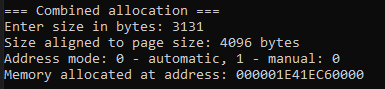 === Combined allocation ===
Enter size in bytes: 3131
Size aligned to page size: 4096 bytes
Address mode: 0 - automatic, 1 - manual: 0
Memory allocated at address: 000001E41EC60000